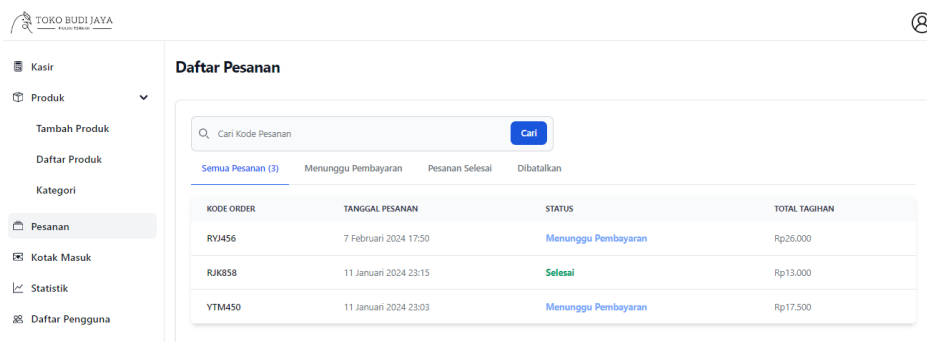 TOKO BUDI JAYA
Kasir
Produk
Tambah Produk
Daftar Produk
Kategori
Pesanan
Kotak Masuk
Statistik
Daftar Pengguna
Daftar Pesanan
Cari Kode Pesanan Cari
Semua Pesanan (3) Menunggu Pembayaran Pesanan Selesai Dibatalkan
KODE ORDER TANGGAL PESANAN STATUS TOTAL TAGIHAN
RYJ456 7 Februari 2024 17:50 Menunggu Pembayaran Rp26.000
RJK858 11 Januari 2024 23:15 Selesai Rp13.000
YTM450 11 Januari 2024 23:03 Menunggu Pembayaran Rp17.500